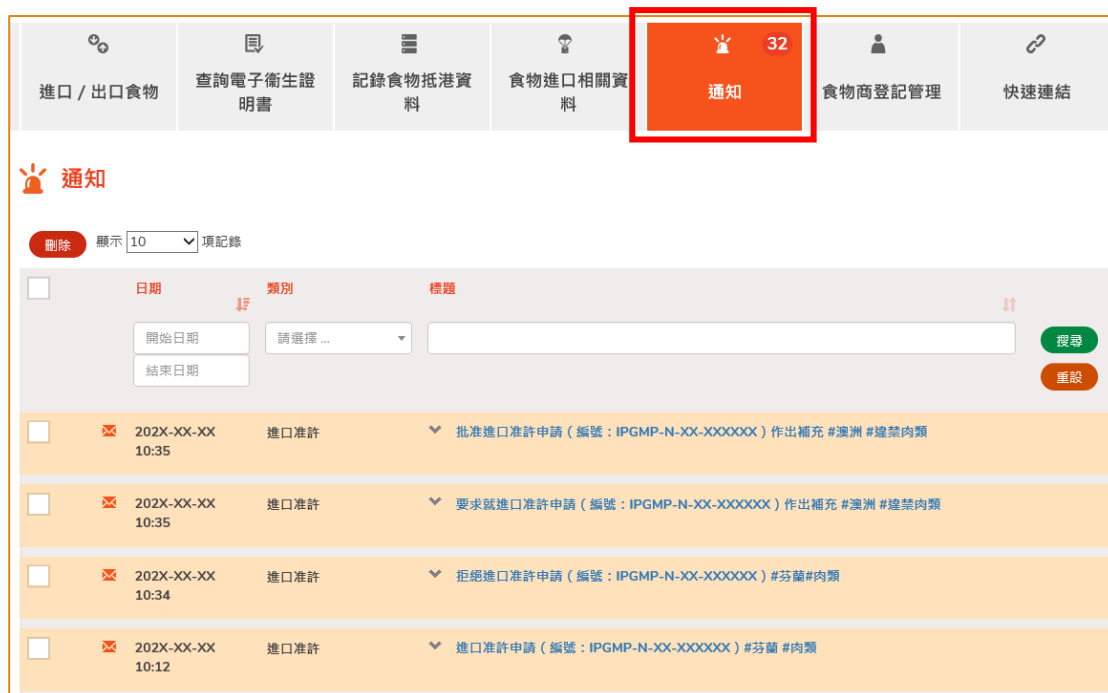 進口 / 出口食物
查詢電子衞生證
明書
記錄食物抵港資
料
食物進口相關資
料
32
通知
食物商登記管理
快速連結
通知
刪除 顯示 10 項記錄
日期 類別 標題
開始日期 請選擇 ... 搜尋
結束日期 重設
202X-XX-XX 進口准許 批准進口准許申請 ( 編號：IPGMP-N-XX-XXXXXX ) 作出補充 #澳洲 #違禁肉類
10:35
202X-XX-XX 進口准許 要求就進口准許申請 ( 編號：IPGMP-N-XX-XXXXXX ) 作出補充 #澳洲 #違禁肉類
10:35
202X-XX-XX 進口准許 拒絕進口准許申請 ( 編號：IPGMP-N-XX-XXXXXX ) #芬蘭#肉類
10:34
202X-XX-XX 進口准許 進口准許申請 ( 編號：IPGMP-N-XX-XXXXXX ) #芬蘭 #肉類
10:12